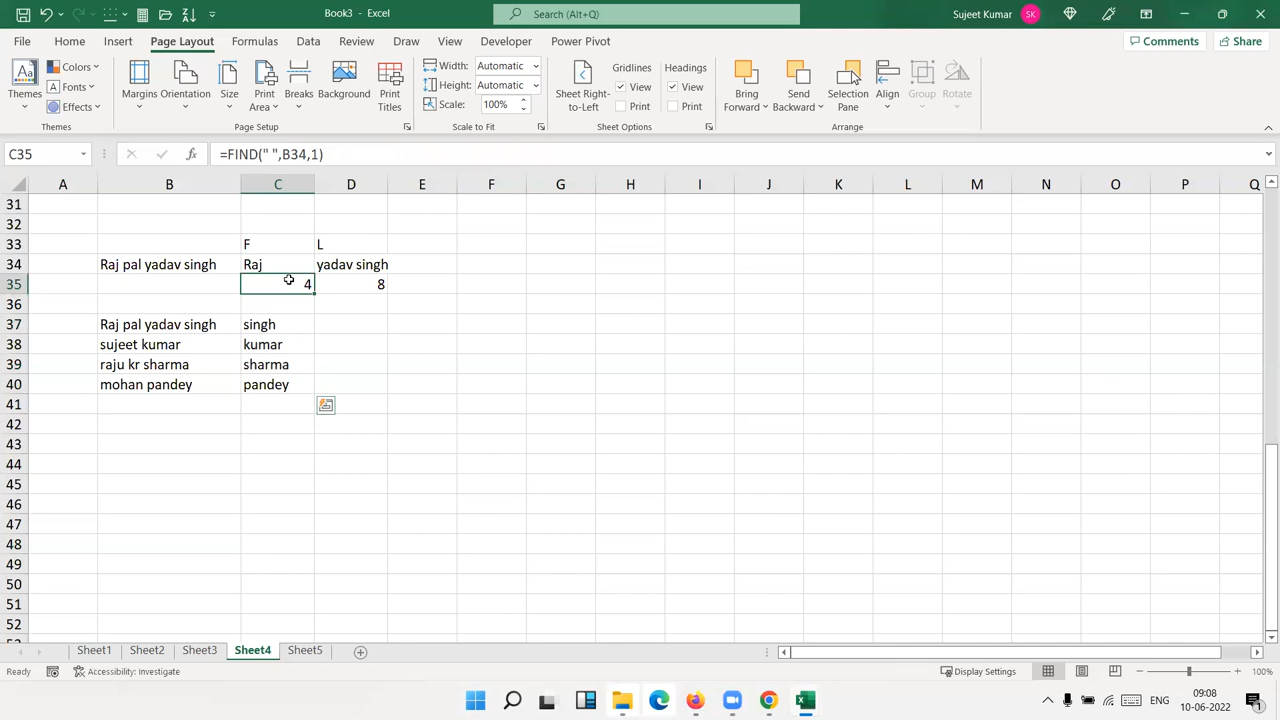 Book3 - Excel
Search (Alt+Q)
Sujeet Kumar
SK
File Home Insert Page Layout Formulas Data Review View Draw Developer Power Pivot Comments Share
Themes
Colors
Fonts
Effects
Margins
Orientation
Size
Print Area
Breaks
Background
Print Titles
Width: Automatic
Height: Automatic
Scale: 100%
Sheet Right-to-Left
Gridlines
View
Print
Headings
View
Print
Bring Forward
Send Backward
Selection Pane
Align
Group
Rotate
Themes Page Setup Scale to Fit Sheet Options Arrange
C35 fx =FIND(" ",B34,1)
A B C D E F G H I J K L M N O P Q
31
32
33 F L
34 Raj pal yadav singh Raj yadav singh
35 4 8
36
37 Raj pal yadav singh singh
38 sujeet kumar kumar
39 raju kr sharma sharma
40 mohan pandey pandey
41
42
43
44
45
46
47
48
49
50
51
52
Sheet1 Sheet2 Sheet3 Sheet4 Sheet5
Ready Accessibility: Investigate Display Settings 100%
ENG
09:08
10-06-2022
1